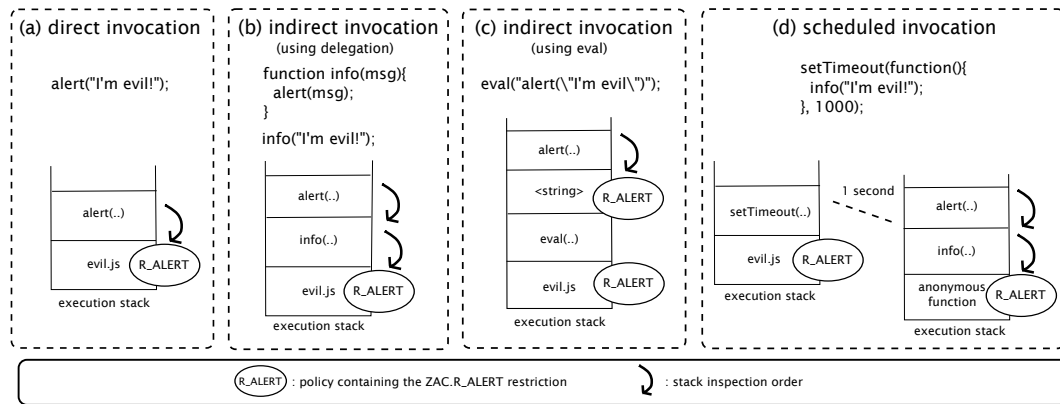 (a) direct invocation
alert("I'm evil!");
alert(..)
evil.js
R_ALERT
execution stack
(b) indirect invocation
(using delegation)
function info(msg){
alert(msg);
}
info("I'm evil!");
alert(..)
info(..)
evil.js
R_ALERT
execution stack
(c) indirect invocation
(using eval)
eval("alert(\"I'm evil\")");
alert(..)
<string>
R_ALERT
eval(..)
evil.js
R_ALERT
execution stack
(d) scheduled invocation
setTimeout(function(){
info("I'm evil!");
}, 1000);
setTimeout(..)
evil.js
R_ALERT
execution stack
1 second
alert(..)
info(..)
anonymous
function
R_ALERT
execution stack
R_ALERT : policy containing the ZAC.R_ALERT restriction
: stack inspection order